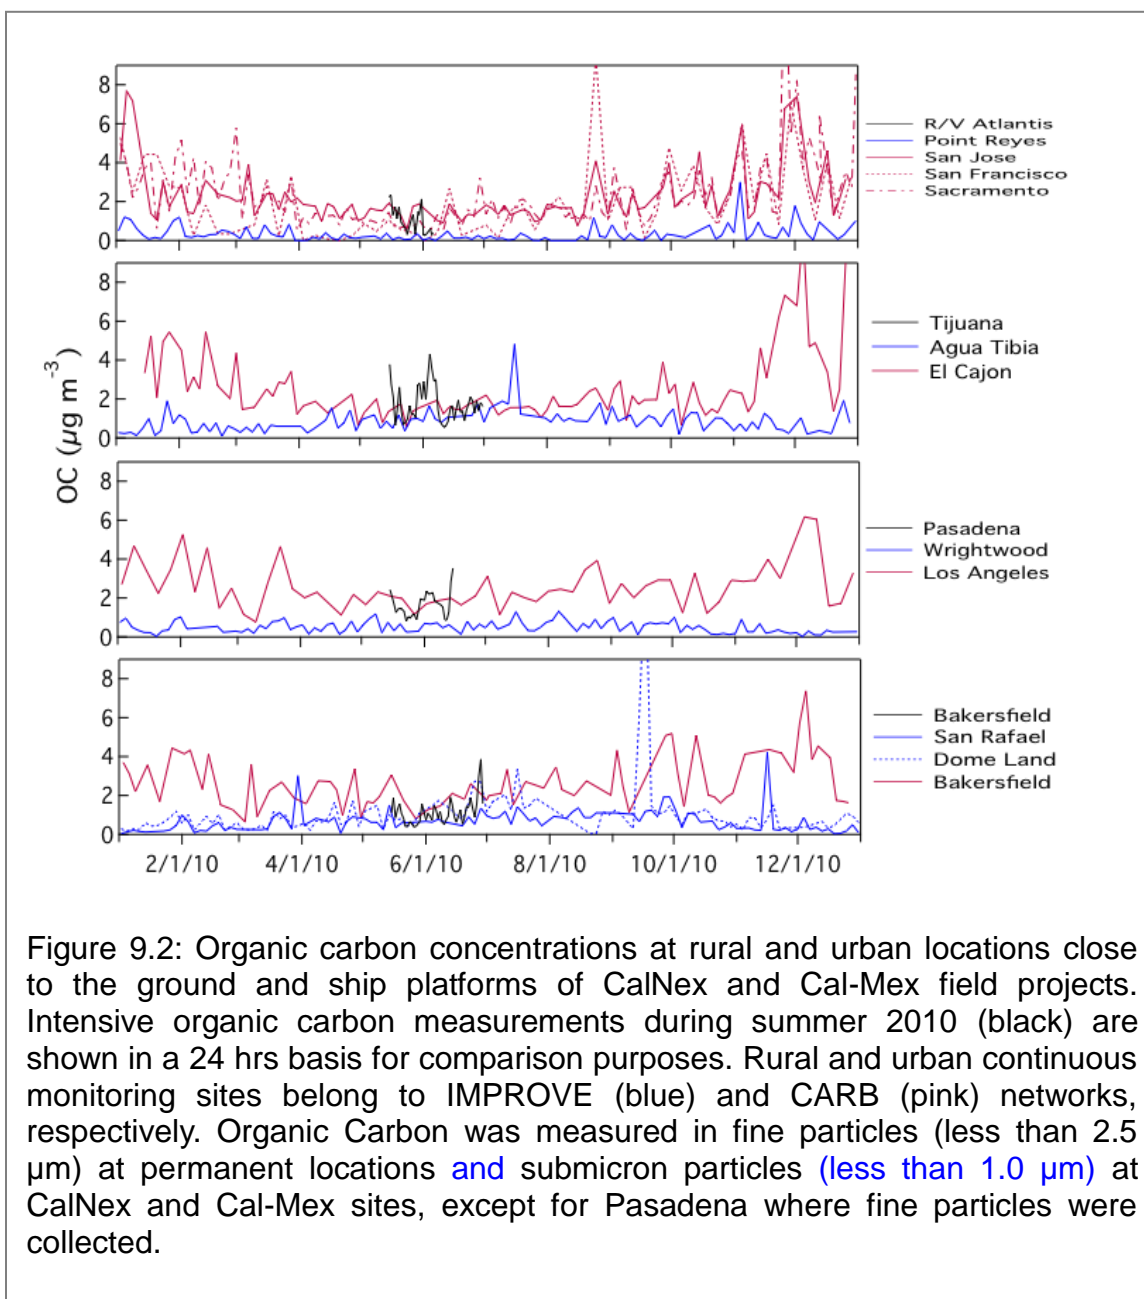 8
6
4
2
0
R/V Atlantis
Point Reyes
San Jose
San Francisco
Sacramento
8
6
4
2
0
Tijuana
Agua Tibia
El Cajon
OC (µg m⁻³)
8
6
4
2
0
Pasadena
Wrightwood
Los Angeles
8
6
4
2
0
Bakersfield
San Rafael
Dome Land
Bakersfield
2/1/10 4/1/10 6/1/10 8/1/10 10/1/10 12/1/10
Figure 9.2: Organic carbon concentrations at rural and urban locations close
to the ground and ship platforms of CalNex and Cal-Mex field projects.
Intensive organic carbon measurements during summer 2010 (black) are
shown in a 24 hrs basis for comparison purposes. Rural and urban continuous
monitoring sites belong to IMPROVE (blue) and CARB (pink) networks,
respectively. Organic Carbon was measured in fine particles (less than 2.5
µm) at permanent locations and submicron particles (less than 1.0 µm) at
CalNex and Cal-Mex sites, except for Pasadena where fine particles were
collected.